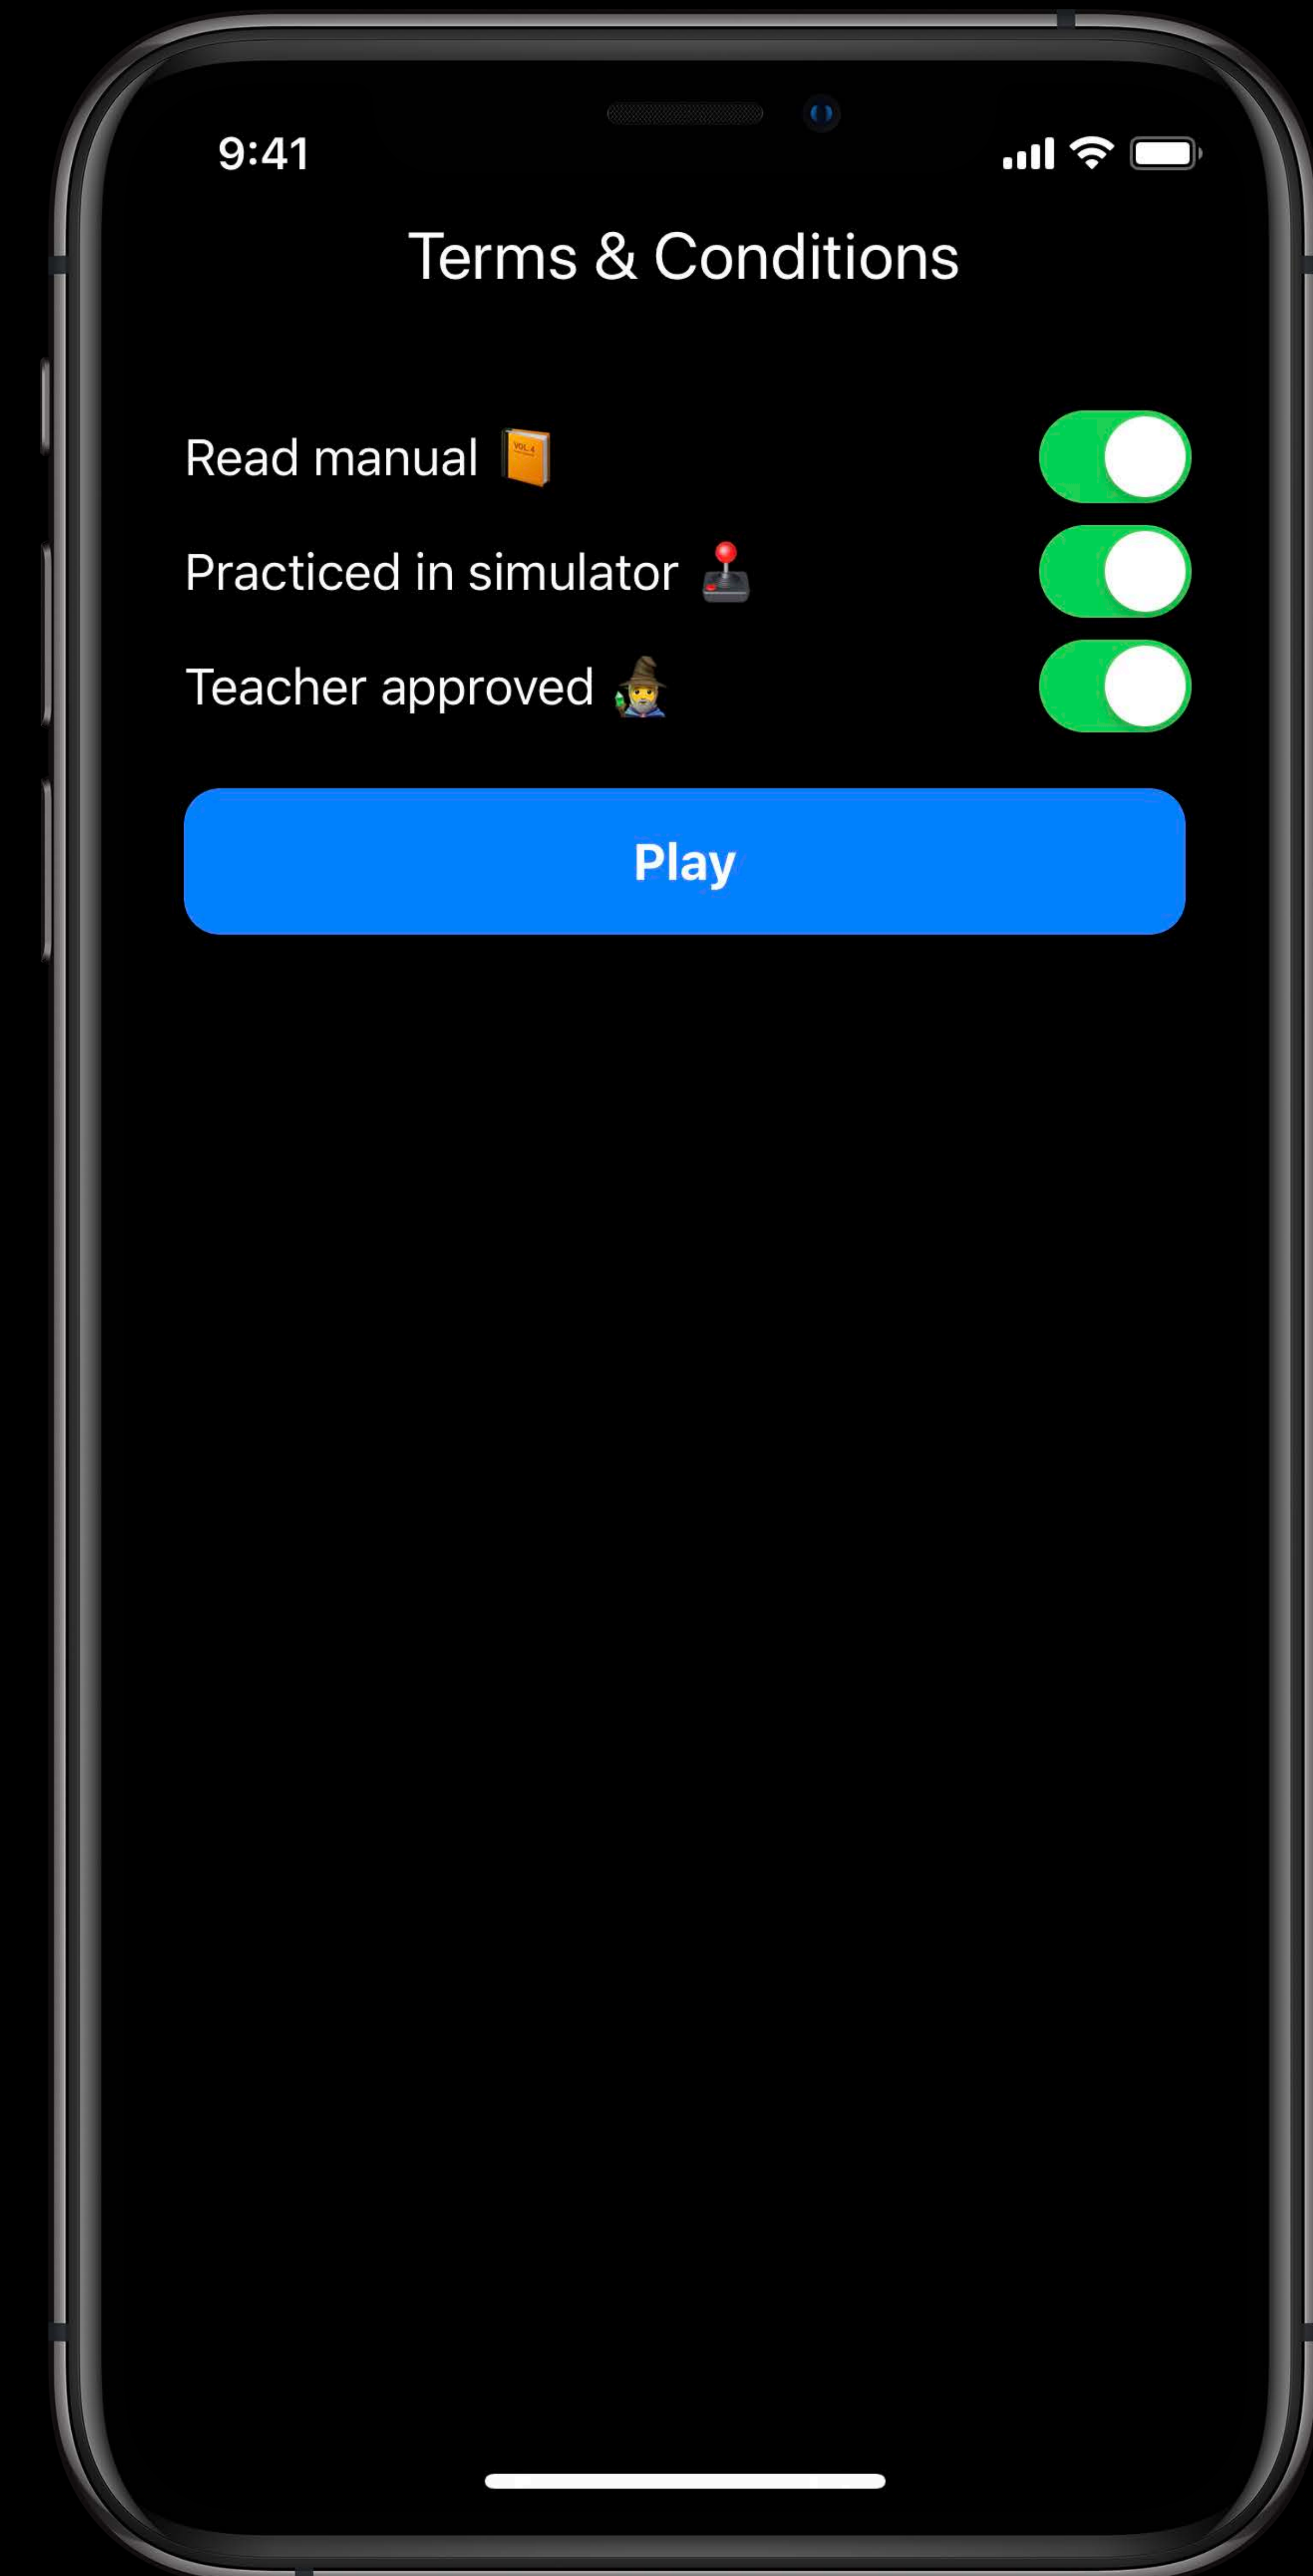 9:41
Terms & Conditions
Read manual 📙
Practiced in simulator 🕹️
Teacher approved 🧙‍♂️
Play